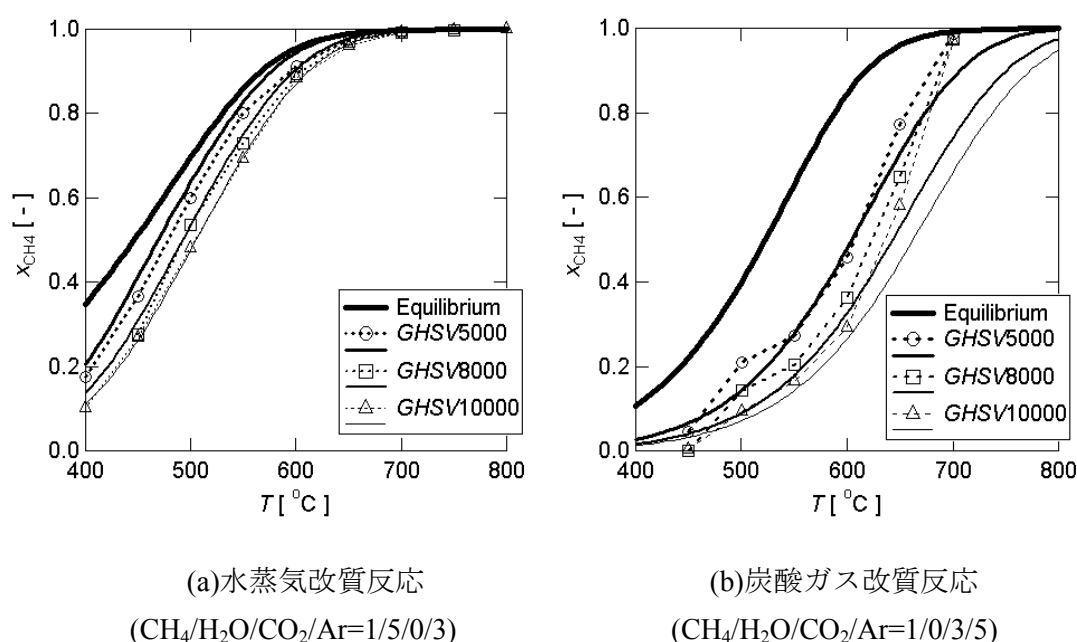 1.0
0.8
0.6
0.4
0.2
0.0
x_CH4 [ - ]
400 500 600 700 800
T [ °C ]
Equilibrium
GHSV5000
GHSV8000
GHSV10000
(a)水蒸気改質反応
(CH₄/H₂O/CO₂/Ar=1/5/0/3)
1.0
0.8
0.6
0.4
0.2
0.0
x_CH4 [ - ]
400 500 600 700 800
T [ °C ]
Equilibrium
GHSV5000
GHSV8000
GHSV10000
(b)炭酸ガス改質反応
(CH₄/H₂O/CO₂/Ar=1/0/3/5)